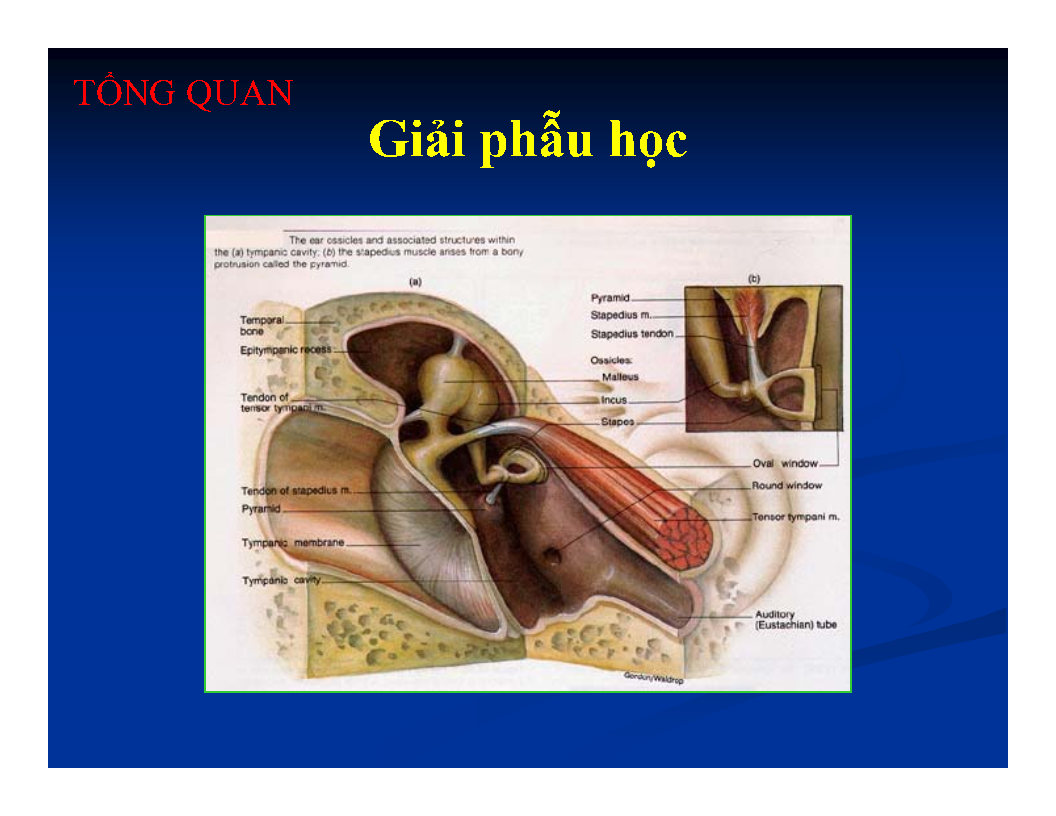 TỔNG QUAN
Giải phẫu học
The ear ossicles and associated structures within
the (a) tympanic cavity; (b) the stapedius muscle arises from a bony
protrusion called the pyramid.
(a)
(b)
Temporal
bone
Epitympanic recess
Tendon of
tensor tympani m.
Tendon of stapedius m.
Pyramid
Tympanic membrane
Tympanic cavity
Pyramid
Stapedius m.
Stapedius tendon
Ossicles:
Malleus
Incus
Stapes
Oval window
Round window
Tensor tympani m.
Auditory
(Eustachian) tube
Gordon/Waldrop